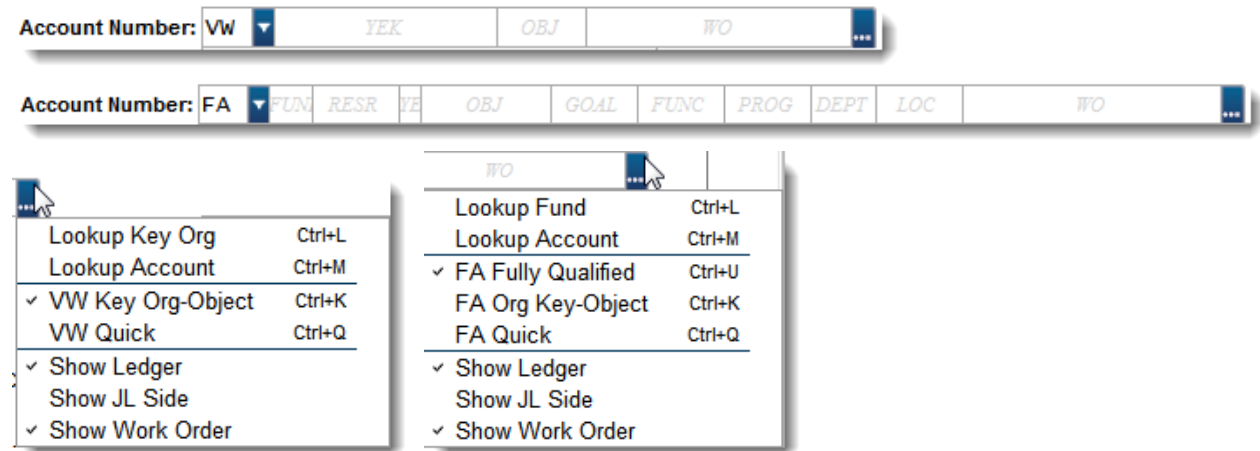 Account Number: VW YEK OBJ WO ...
Account Number: FA FUN RESR YE OBJ GOAL FUNC PROG DEPT LOC WO ...
...
Lookup Key Org Ctrl+L
Lookup Account Ctrl+M
✓ VW Key Org-Object Ctrl+K
VW Quick Ctrl+Q
✓ Show Ledger
Show JL Side
✓ Show Work Order
WO ...
Lookup Fund Ctrl+L
Lookup Account Ctrl+M
✓ FA Fully Qualified Ctrl+U
FA Org Key-Object Ctrl+K
FA Quick Ctrl+Q
✓ Show Ledger
Show JL Side
✓ Show Work Order